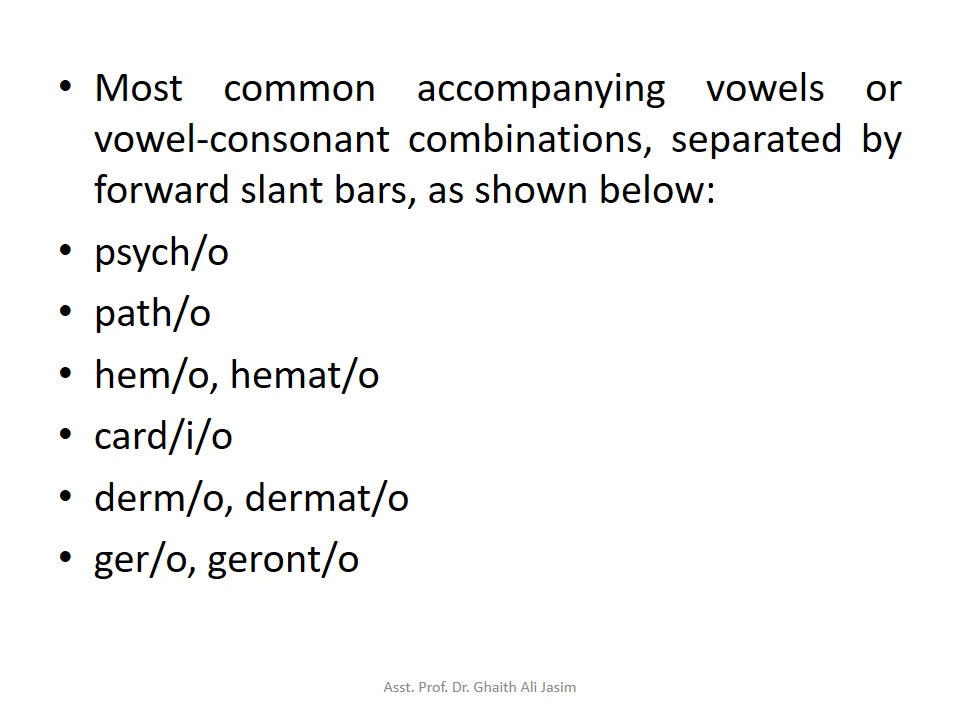 • Most common accompanying vowels or
vowel-consonant combinations, separated by
forward slant bars, as shown below:
• psych/o
• path/o
• hem/o, hemat/o
• card/i/o
• derm/o, dermat/o
• ger/o, geront/o
Asst. Prof. Dr. Ghaith Ali Jasim